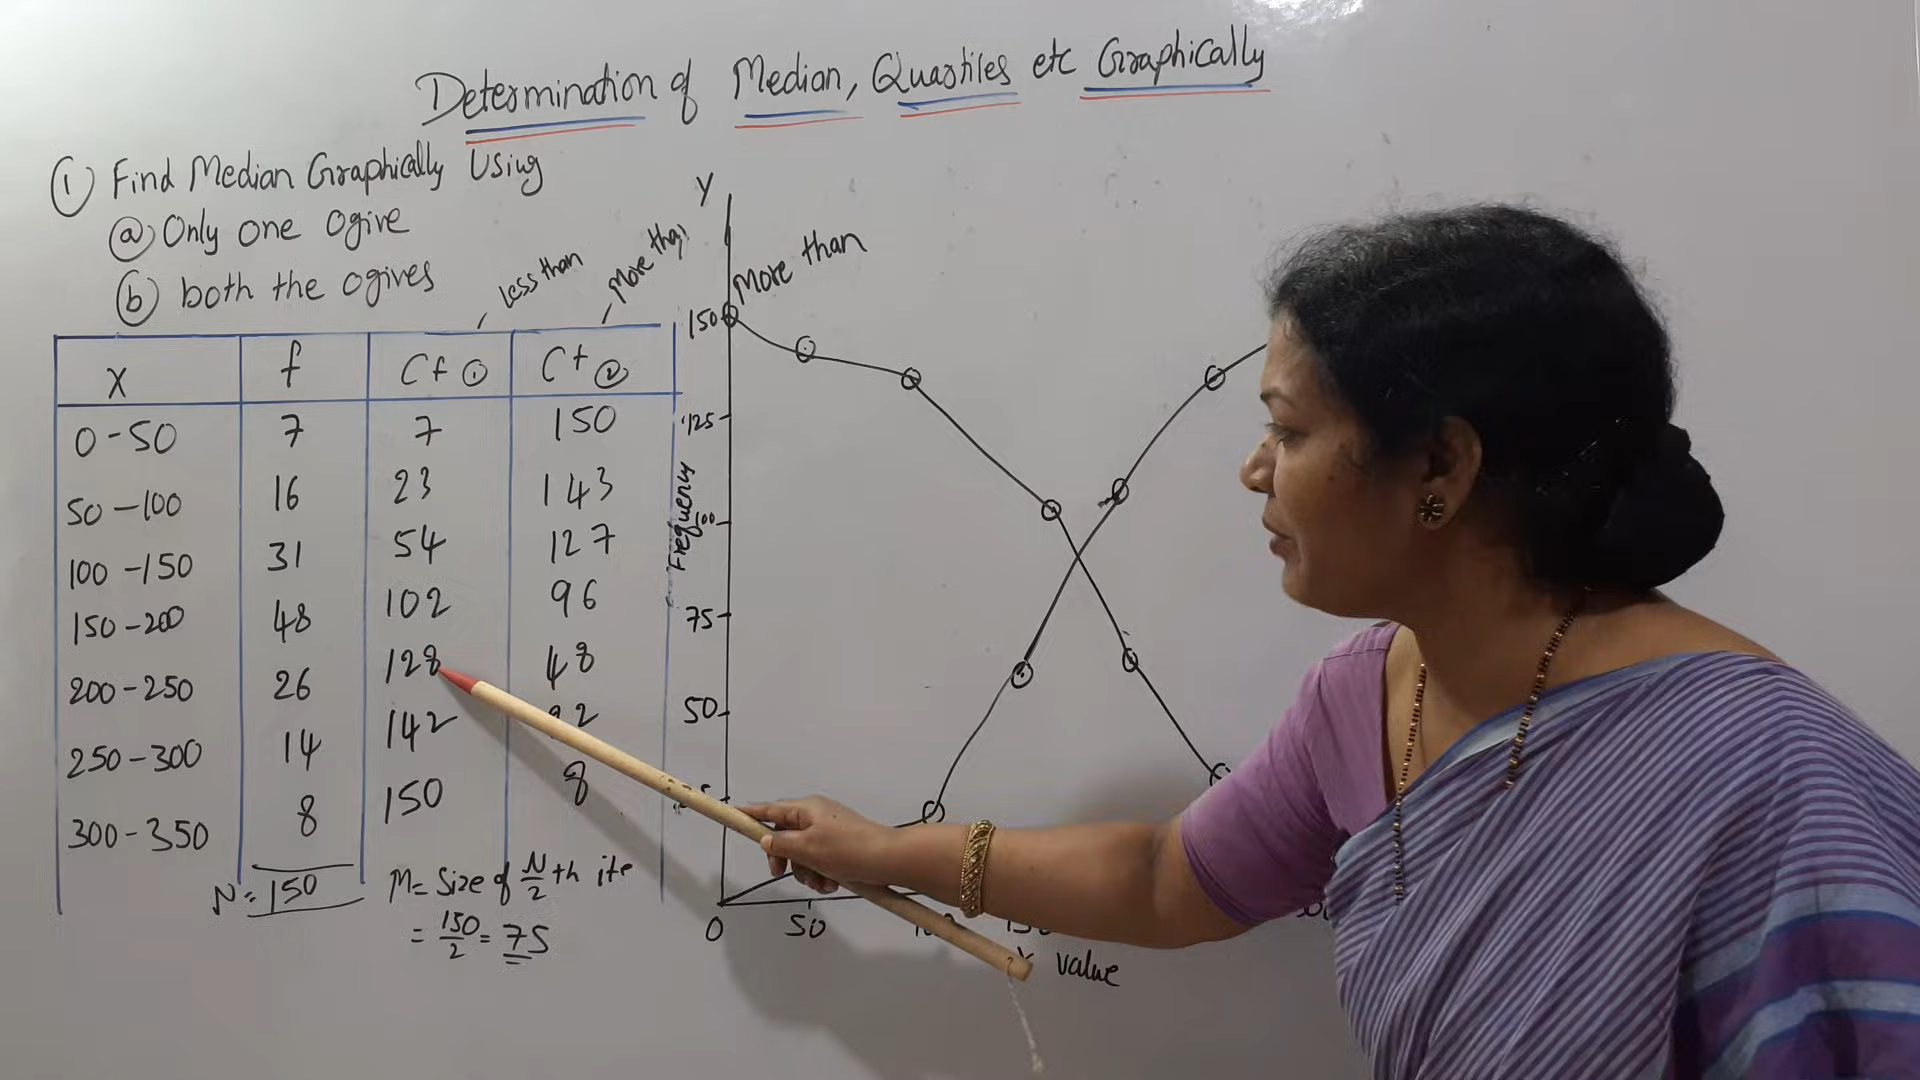 Determination of Median, Quartiles etc Graphically
① Find Median Graphically Using
ⓐ Only one Ogive
ⓑ both the ogives
less than
More than
X f Cf ① Cf ②
0-50 7 7 150
50-100 16 23 143
100-150 31 54 127
150-200 48 102 96
200-250 26 128 48
250-300 14 142
300-350 8 150 8
N=150
M= Size of N/2 th ite
= 150/2 = 75
Y
More than
150
125
100
75
50
Frequency
0 50
X value